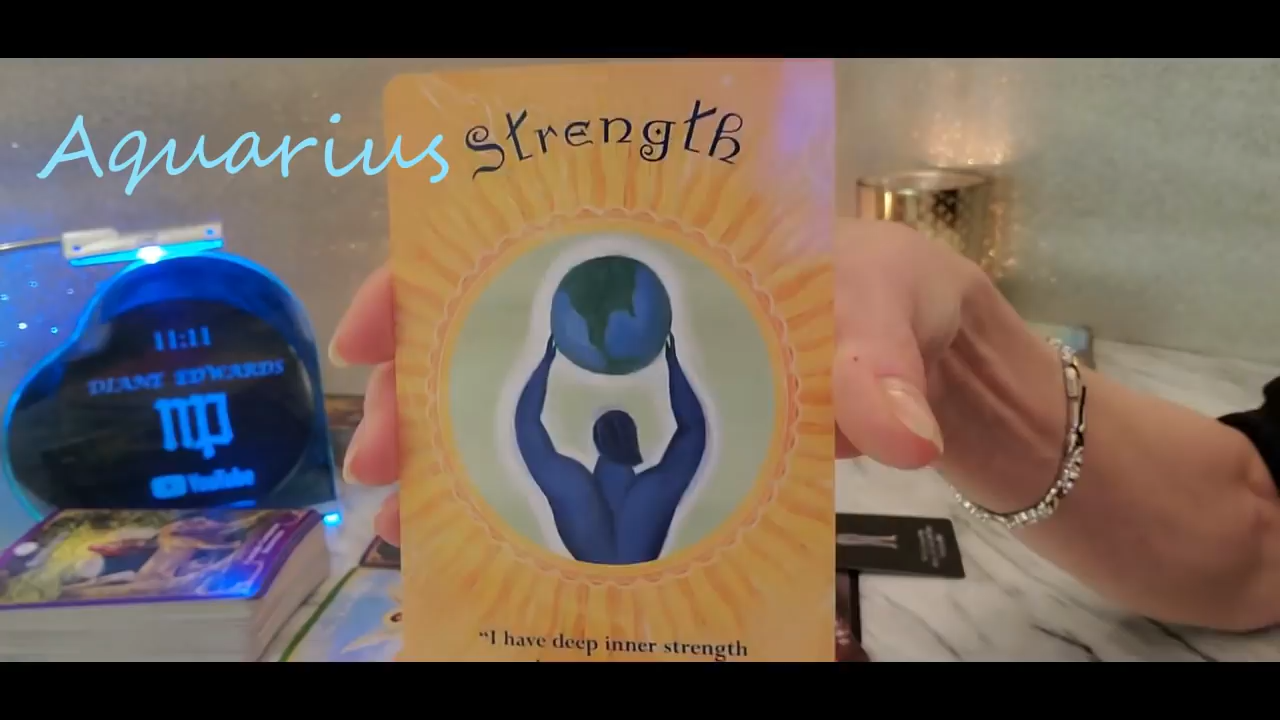 Aquarius
Strength
11:11
DIANE EDWARDS
YouTube
"I have deep inner strength